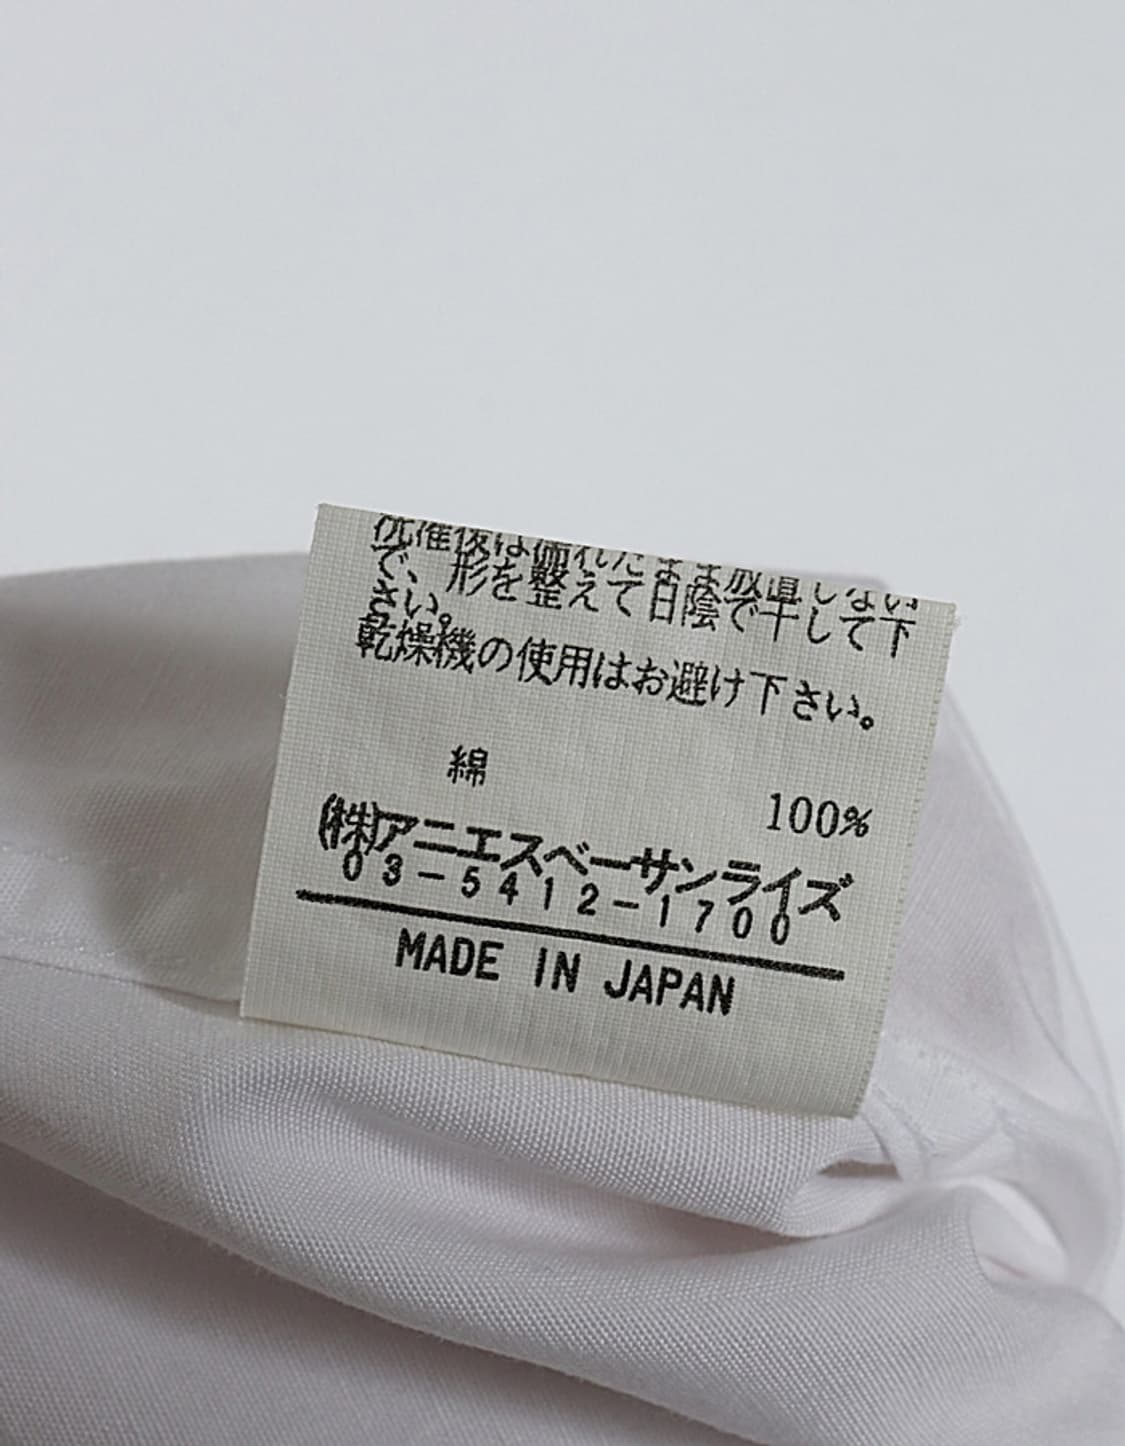 洗濯後は濡れたまま放置しない
で、形を整えて日陰で干して下
さい。
乾燥機の使用はお避け下さい。
綿
100%
(株)アニエスベーサンライズ
03-5412-1700
MADE IN JAPAN